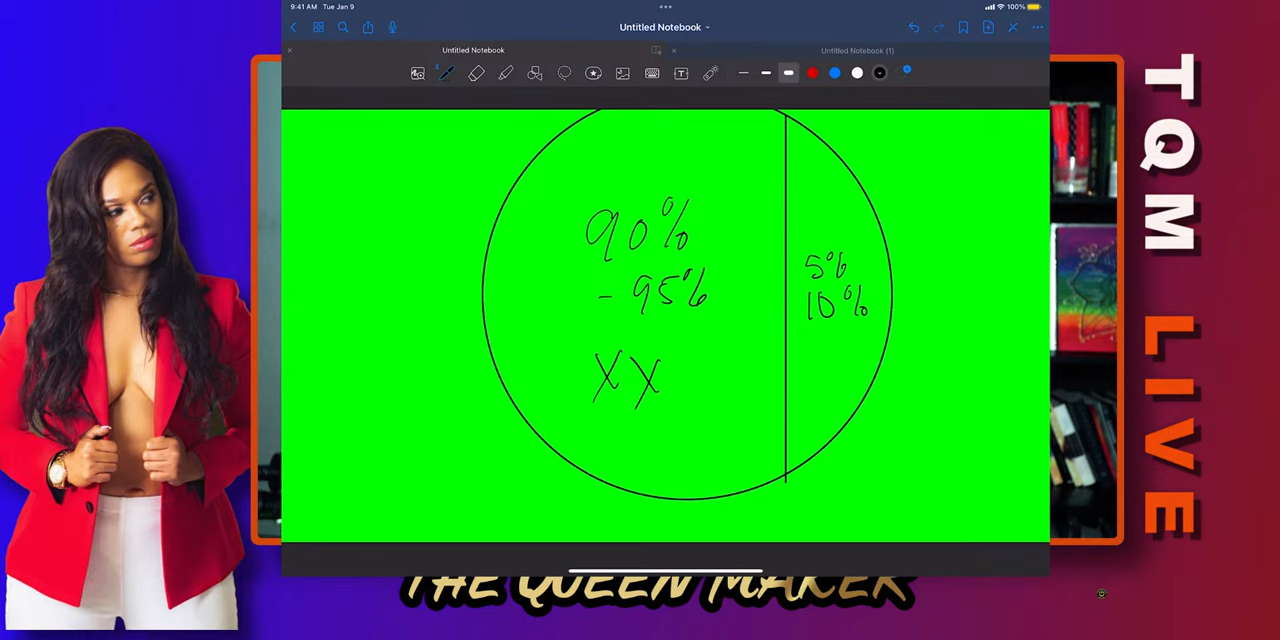 9:41 AM Tue Jan 9
100%
Untitled Notebook
Untitled Notebook
Untitled Notebook (1)
90%
- 95%
XX
5%
10%
TQM LIVE
THE QUEEN MAKER